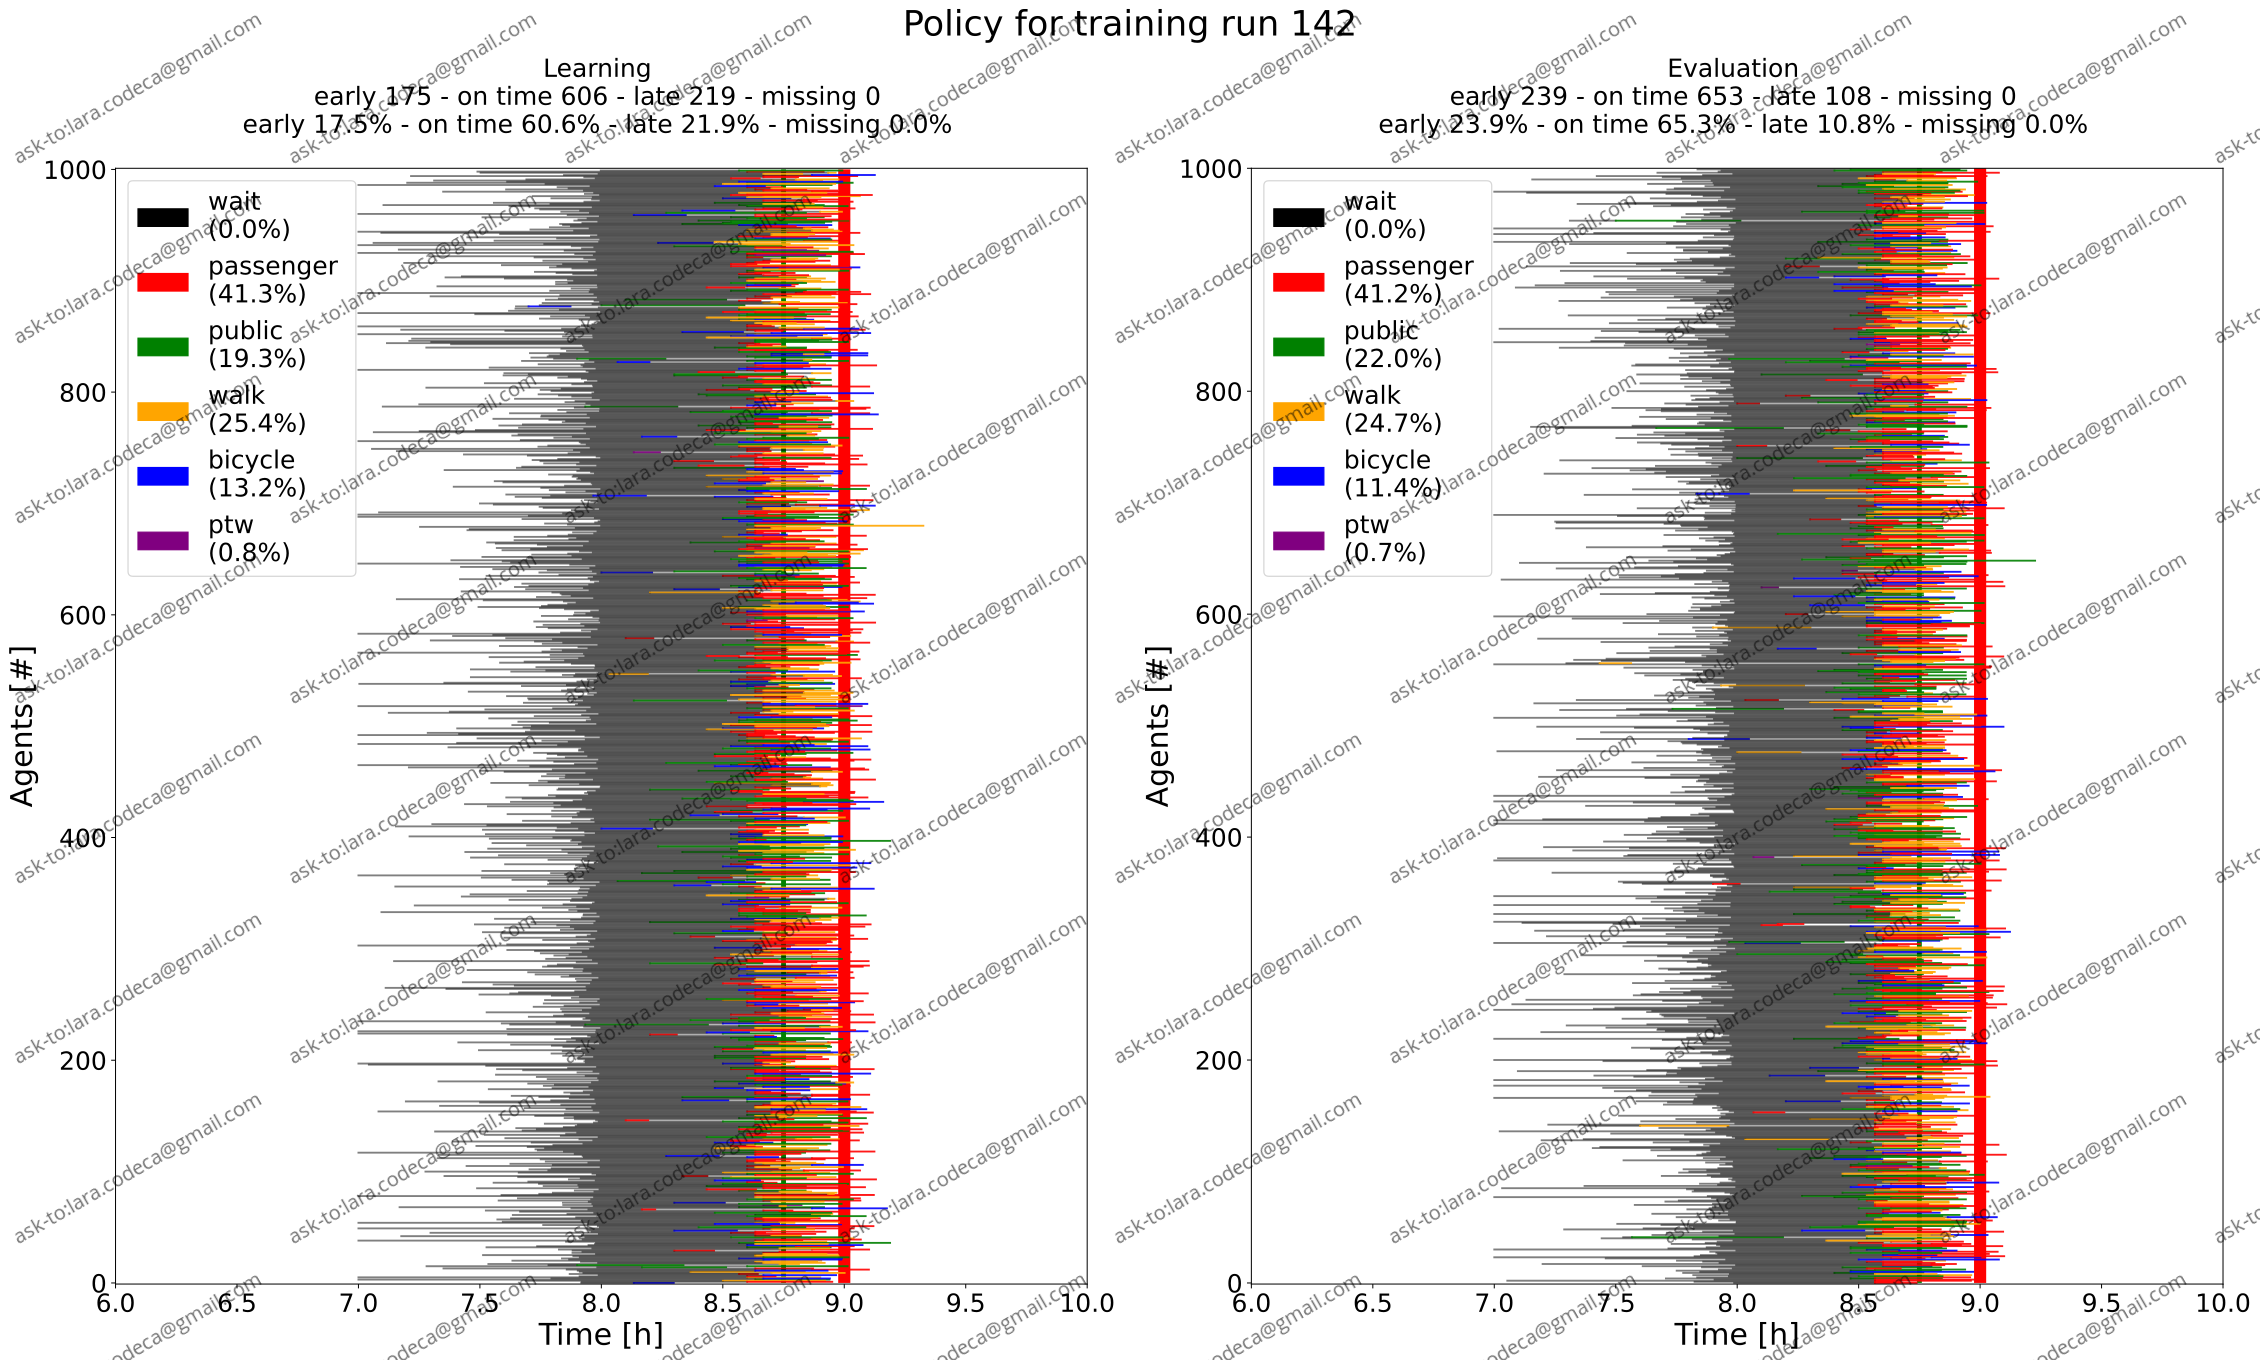 Policy for training run 142
Learning
early 175 - on time 606 - late 219 - missing 0
early 17.5% - on time 60.6% - late 21.9% - missing 0.0%
Evaluation
early 239 - on time 653 - late 108 - missing 0
early 23.9% - on time 65.3% - late 10.8% - missing 0.0%
1000
800
600
400
200
0
Agents [#]
wait
(0.0%)
passenger
(41.3%)
public
(19.3%)
walk
(25.4%)
bicycle
(13.2%)
ptw
(0.8%)
6.0 6.5 7.0 7.5 8.0 8.5 9.0 9.5 10.0
Time [h]
1000
800
600
400
200
0
Agents [#]
wait
(0.0%)
passenger
(41.2%)
public
(22.0%)
walk
(24.7%)
bicycle
(11.4%)
ptw
(0.7%)
6.0 6.5 7.0 7.5 8.0 8.5 9.0 9.5 10.0
Time [h]
ask-to:lara.codeca@gmail.com